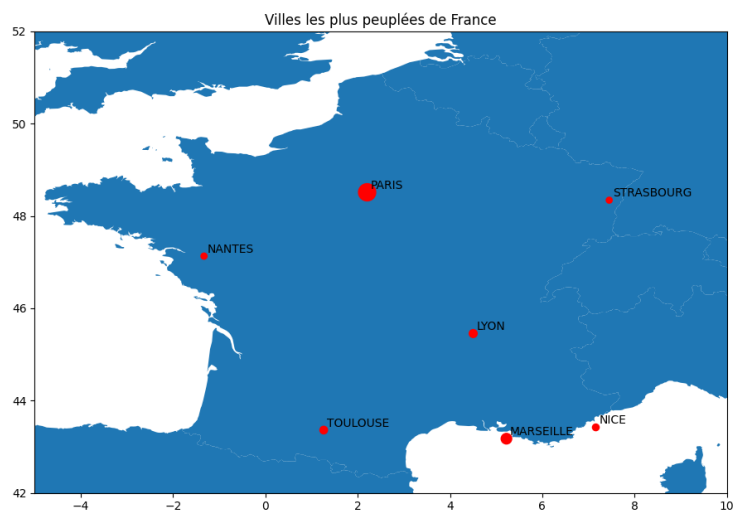 Villes les plus peuplées de France
52
50
48
46
44
42
PARIS
STRASBOURG
NANTES
LYON
TOULOUSE
NICE
MARSEILLE
−4
−2
0
2
4
6
8
10